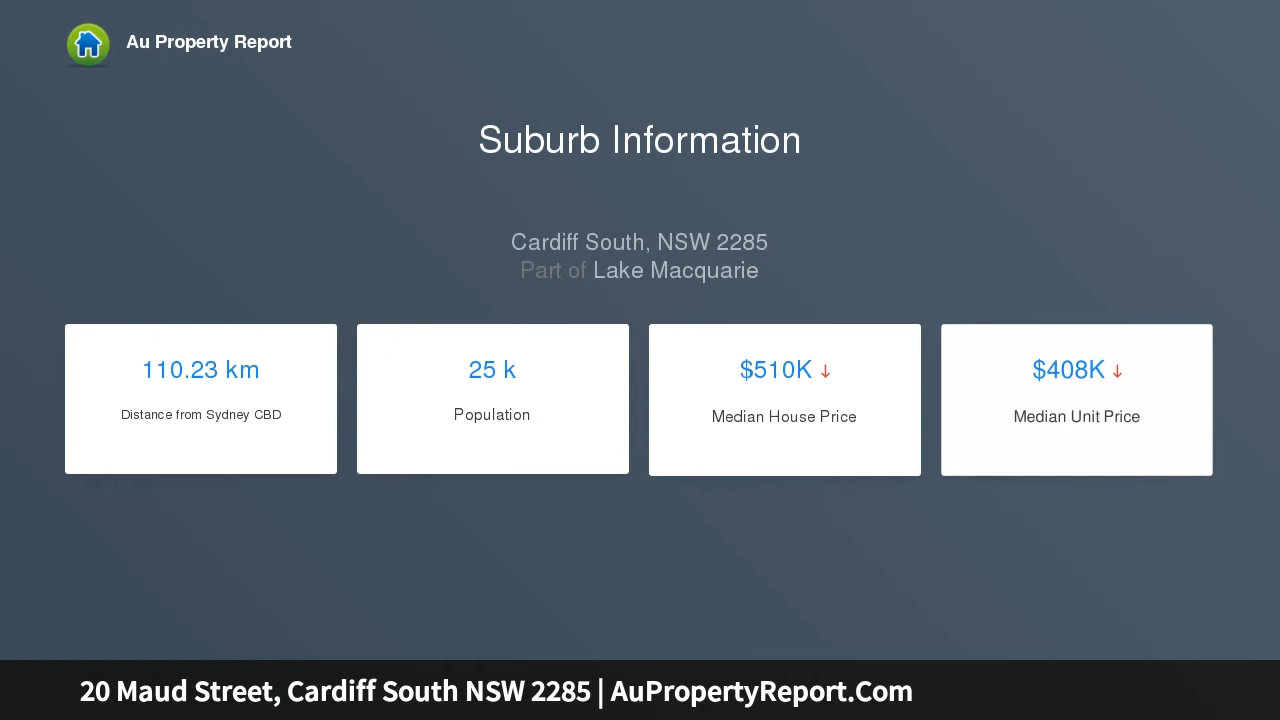 Au Property Report
Suburb Information
Cardiff South, NSW 2285
Part of Lake Macquarie
110.23 km
Distance from Sydney CBD
25 k
Population
$510K ↓
Median House Price
$408K ↓
Median Unit Price
20 Maud Street, Cardiff South NSW 2285 | AuPropertyReport.Com